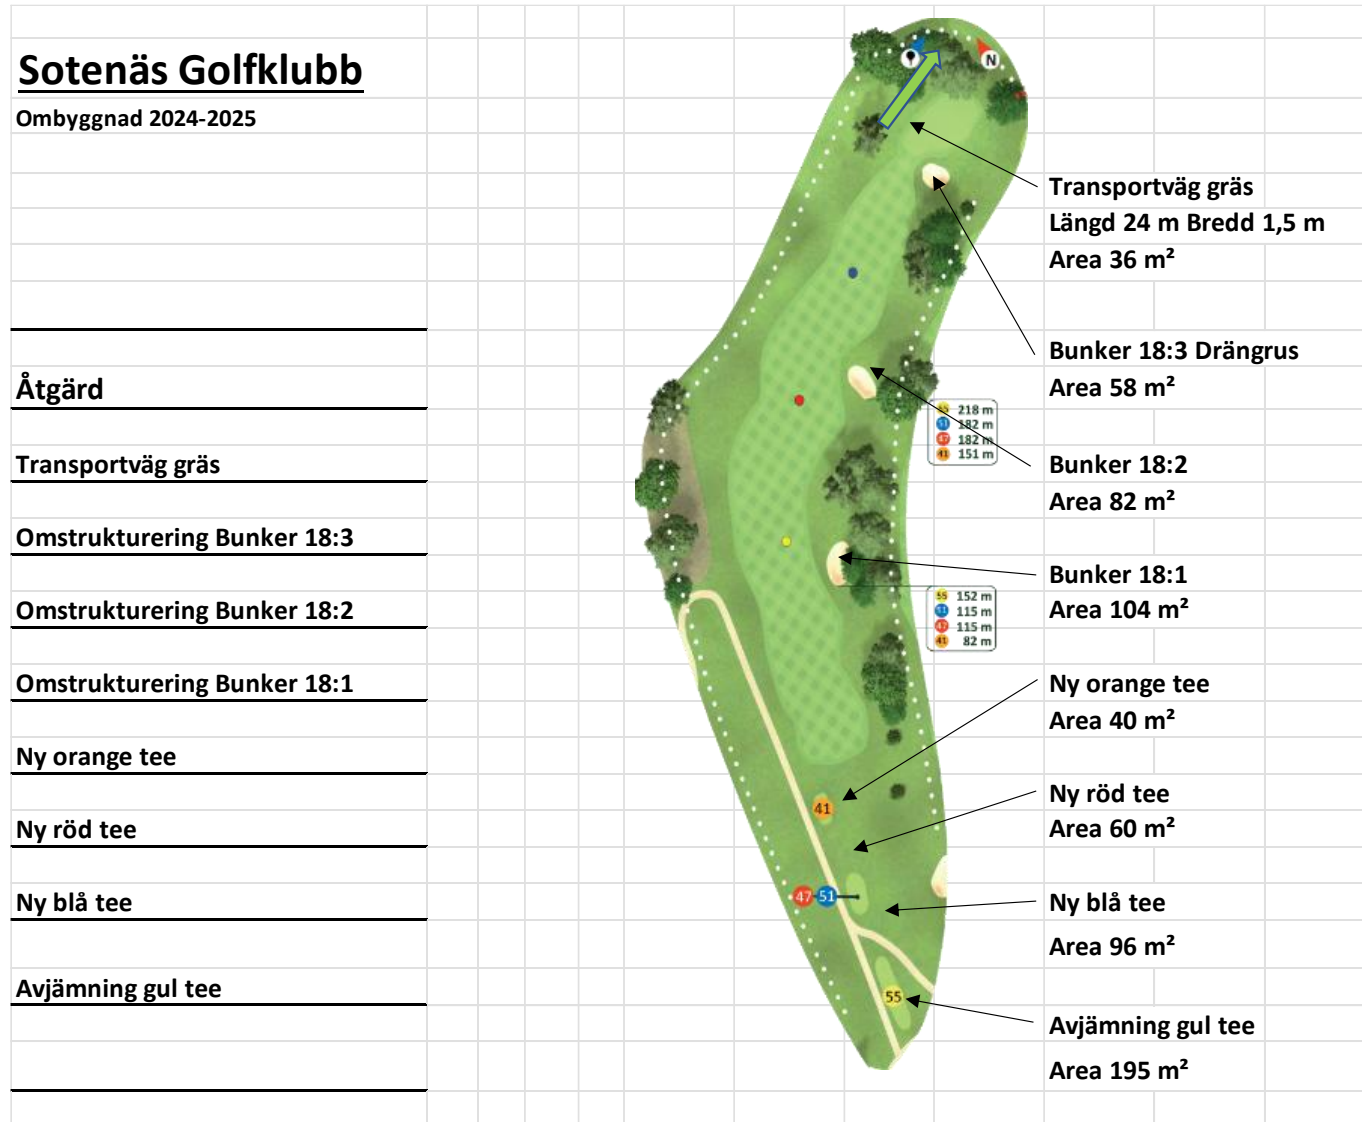 Sotenäs Golfklubb
Ombyggnad 2024-2025
Åtgärd
Transportväg gräs
Omstrukturering Bunker 18:3
Omstrukturering Bunker 18:2
Omstrukturering Bunker 18:1
Ny orange tee
Ny röd tee
Ny blå tee
Avjämning gul tee
N
55 218 m
51 182 m
47 182 m
41 151 m
55 152 m
51 115 m
47 115 m
41 82 m
41
47 51
55
Transportväg gräs
Längd 24 m Bredd 1,5 m
Area 36 m²
Bunker 18:3 Drängrus
Area 58 m²
Bunker 18:2
Area 82 m²
Bunker 18:1
Area 104 m²
Ny orange tee
Area 40 m²
Ny röd tee
Area 60 m²
Ny blå tee
Area 96 m²
Avjämning gul tee
Area 195 m²